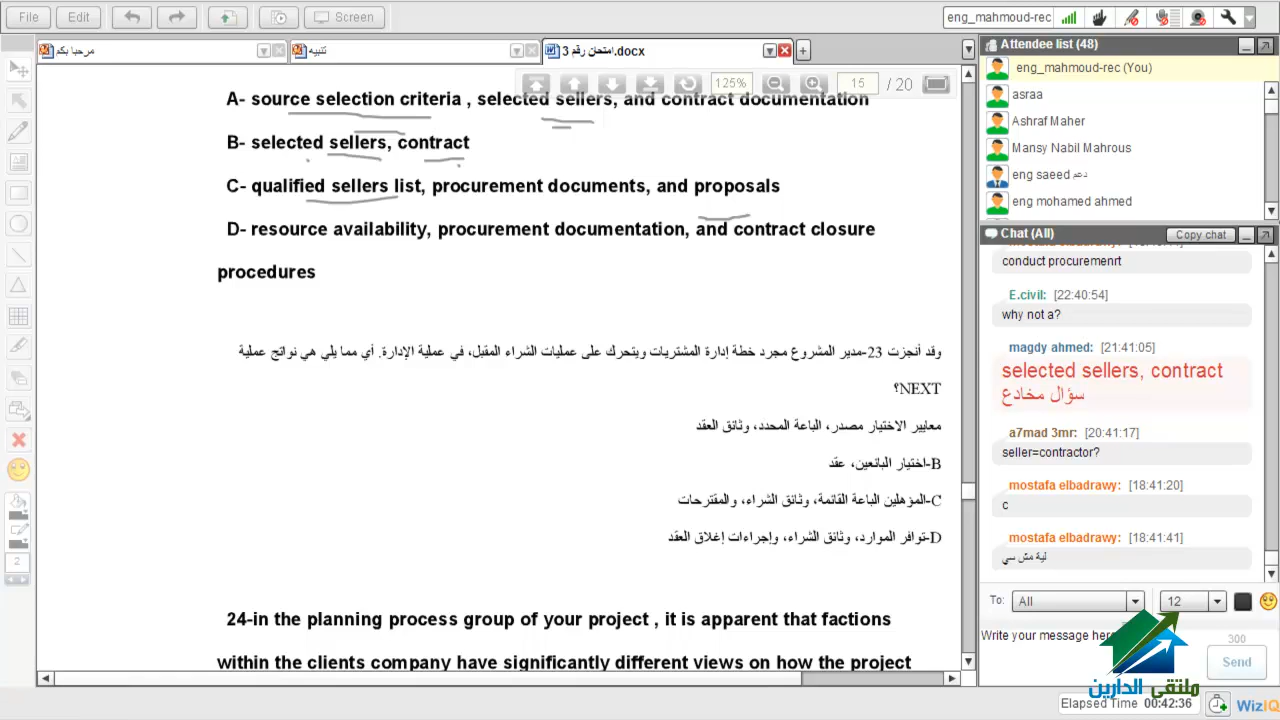 File
Edit
Screen
eng_mahmoud-rec
مرحبا بكم
تنبيه
امتحان رقم 3.docx
125%
15 / 20
A- source selection criteria , selected sellers, and contract documentation
B- selected sellers, contract
C- qualified sellers list, procurement documents, and proposals
D- resource availability, procurement documentation, and contract closure
procedures
وقد أنجزت 23-مدير المشروع مجرد خطة إدارة المشتريات ويتحرك على عمليات الشراء المقبل، في عملية الإدارة. أي مما يلي هي نواتج عملية
NEXT؟
معايير الاختيار مصدر، الباعة المحدد، وثائق العقد
B-اختيار البائعين، عقد
C-المؤهلين الباعة القائمة، وثائق الشراء، والمقترحات
D-توافر الموارد، وثائق الشراء، وإجراءات إغلاق العقد
24-in the planning process group of your project , it is apparent that factions
within the clients company have significantly different views on how the project
2
Attendee list (48)
eng_mahmoud-rec (You)
asraa
Ashraf Maher
Mansy Nabil Mahrous
eng saeed دعم
eng mohamed ahmed
Chat (All)
Copy chat
conduct procuremenrt
E.civil: [22:40:54]
why not a?
magdy ahmed: [21:41:05]
selected sellers, contract
سؤال مخادع
a7mad 3mr: [20:41:17]
seller=contractor?
mostafa elbadrawy: [18:41:20]
c
mostafa elbadrawy: [18:41:41]
لية مش سي
To: All
12
Write your message here
300
Send
ملتقى الدارين
Elapsed Time 00:42:36
WizIQ